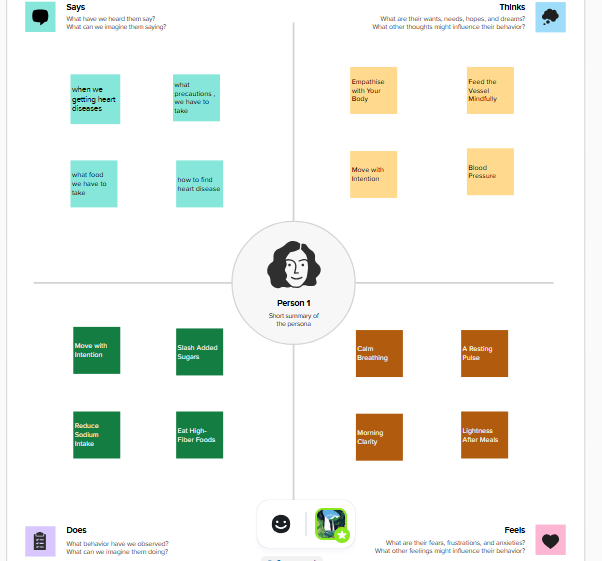 Says
What have we heard them say?
What can we imagine them saying?
Thinks
What are their wants, needs, hopes, and dreams?
What other thoughts might influence their behavior?
when we
getting heart
diseases
what
precautions ,
we have to
take
Empathise
with Your
Body
Feed the
Vessel
Mindfully
what food
we have to
take
how to find
heart disease
Move with
Intention
Blood
Pressure
Person 1
Short summary of
the persona
Move with
Intention
Slash Added
Sugars
Calm
Breathing
A Resting
Pulse
Reduce
Sodium
Intake
Eat High-
Fiber Foods
Morning
Clarity
Lightness
After Meals
Does
What behavior have we observed?
What can we imagine them doing?
Feels
What are their fears, frustrations, and anxieties?
What other feelings might influence their behavior?